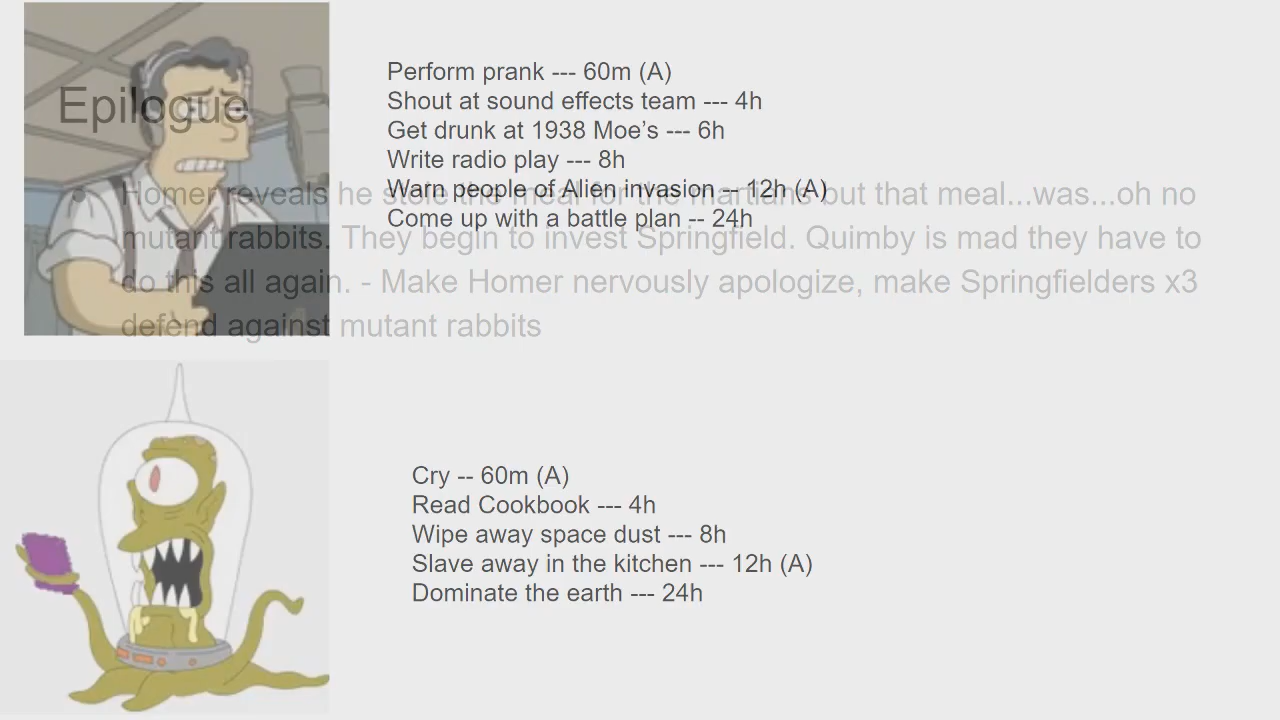 Epilogue
Homer reveals he stole the meal for the martians but that meal...was...oh no
mutant rabbits. They begin to invest Springfield. Quimby is mad they have to
do this all again. - Make Homer nervously apologize, make Springfielders x3
defend against mutant rabbits
Perform prank --- 60m (A)
Shout at sound effects team --- 4h
Get drunk at 1938 Moe’s --- 6h
Write radio play --- 8h
Warn people of Alien invasion -- 12h (A)
Come up with a battle plan -- 24h
Cry -- 60m (A)
Read Cookbook --- 4h
Wipe away space dust --- 8h
Slave away in the kitchen --- 12h (A)
Dominate the earth --- 24h